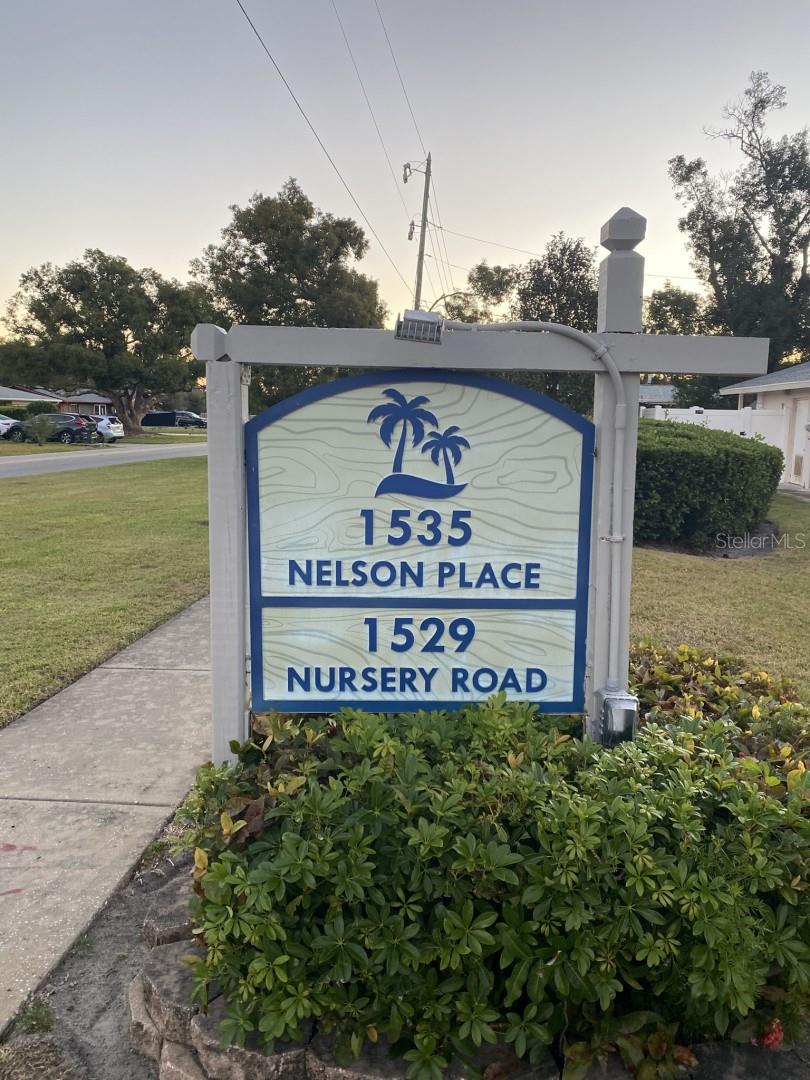 1535
NELSON PLACE
1529
NURSERY ROAD
StellarMLS